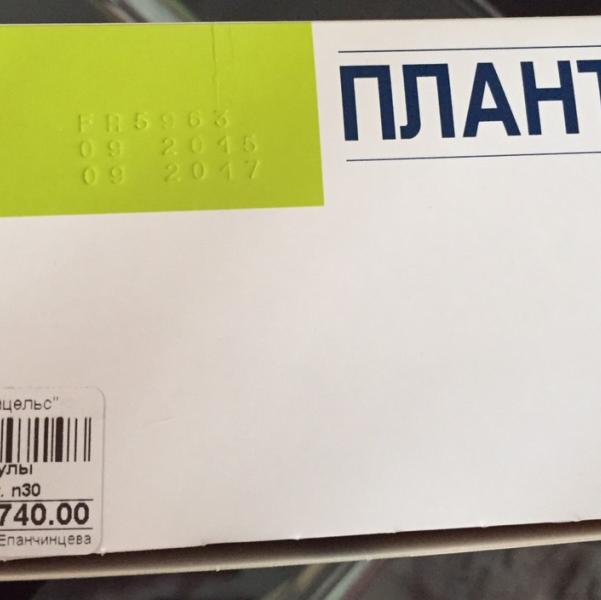 FR5963
09 2015
09 2017
ПЛАНТ
цельс"
улы
. n30
740.00
Епанчинцева